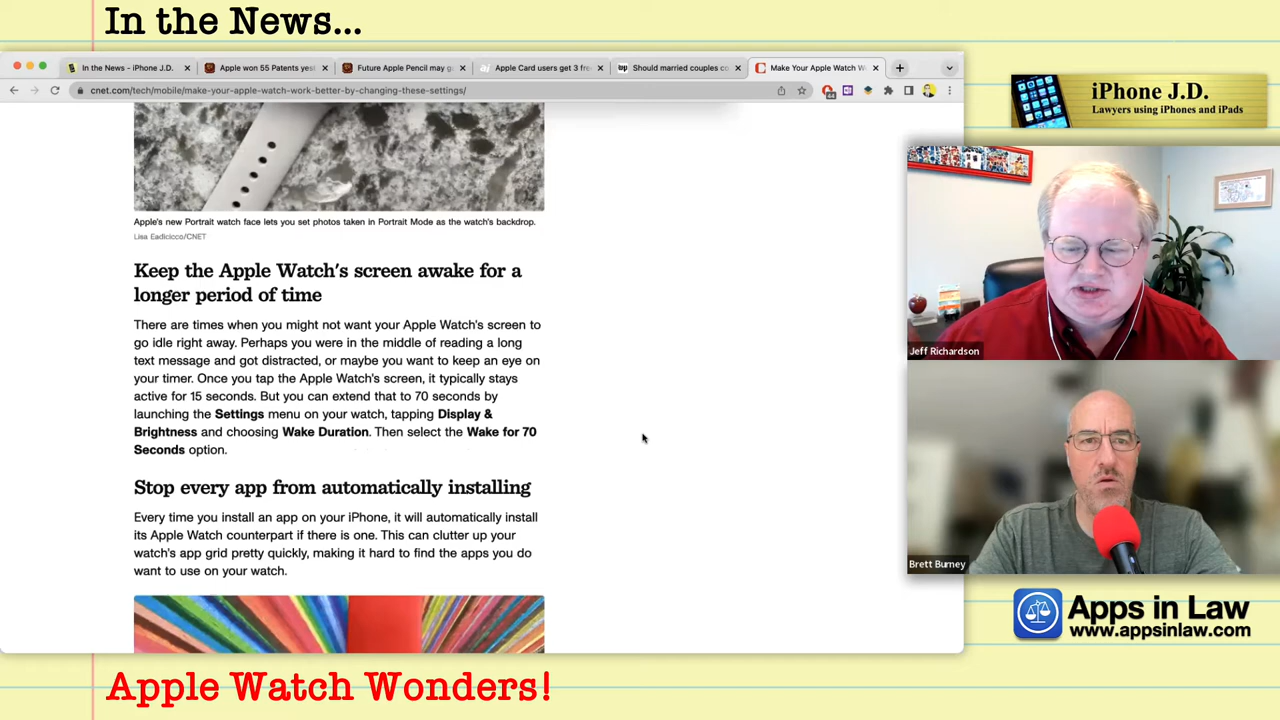 In the News...
In the News - iPhone J.D.
Apple won 55 Patents yest
Future Apple Pencil may g
Apple Card users get 3 fr
Should married couples co
Make Your Apple Watch W
cnet.com/tech/mobile/make-your-apple-watch-work-better-by-changing-these-settings/
iPhone J.D.
Lawyers using iPhones and iPads
Apple's new Portrait watch face lets you set photos taken in Portrait Mode as the watch's backdrop.
Lisa Eadicicco/CNET
Keep the Apple Watch's screen awake for a
longer period of time
There are times when you might not want your Apple Watch's screen to
go idle right away. Perhaps you were in the middle of reading a long
text message and got distracted, or maybe you want to keep an eye on
your timer. Once you tap the Apple Watch's screen, it typically stays
active for 15 seconds. But you can extend that to 70 seconds by
launching the Settings menu on your watch, tapping Display &
Brightness and choosing Wake Duration. Then select the Wake for 70
Seconds option.
Stop every app from automatically installing
Every time you install an app on your iPhone, it will automatically install
its Apple Watch counterpart if there is one. This can clutter up your
watch's app grid pretty quickly, making it hard to find the apps you do
want to use on your watch.
Jeff Richardson
Brett Burney
Apps in Law
www.appsinlaw.com
Apple Watch Wonders!